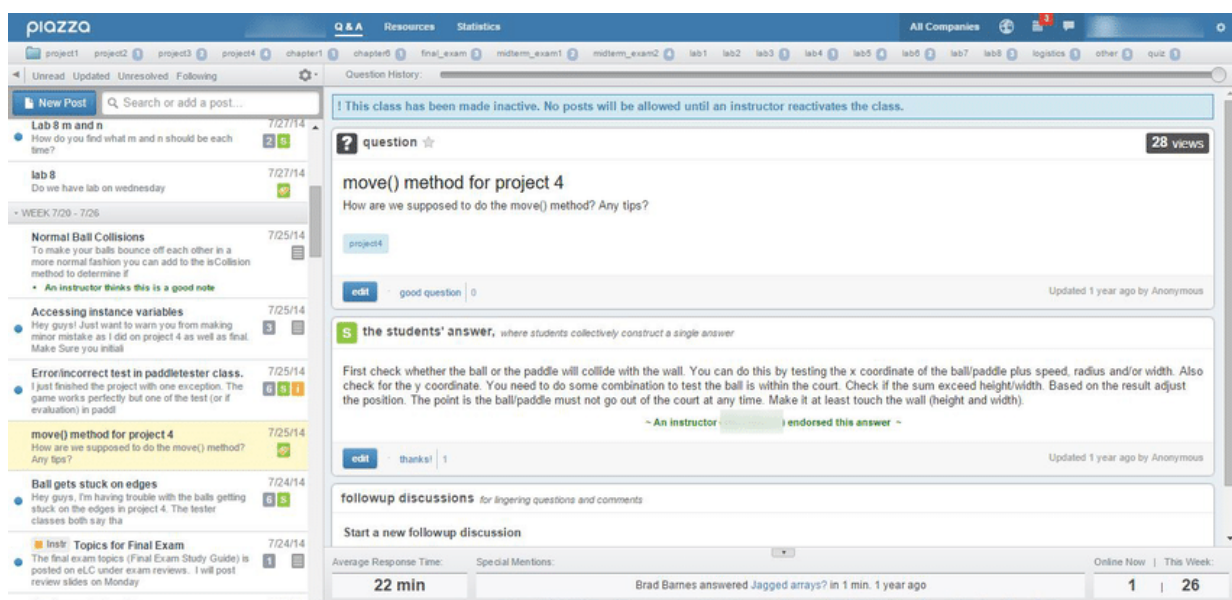 piazza Q & A Resources Statistics All Companies 3
project1 project2 project3 project4 chapter1 chapter6 final_exam midterm_exam1 midterm_exam2 lab1 lab2 lab3 lab4 lab5 lab6 lab7 lab8 logistics other quiz
Unread Updated Unresolved Following
Question History:
New Post Search or add a post...
Lab 8 m and n 7/27/14
How do you find what m and n should be each
time?
2 S
lab 8 7/27/14
Do we have lab on wednesday
- WEEK 7/20 - 7/26
Normal Ball Collisions 7/25/14
To make your balls bounce off each other in a
more normal fashion you can add to the isCollision
method to determine if
• An instructor thinks this is a good note
Accessing instance variables 7/25/14
Hey guys! Just want to warn you from making
minor mistake as I did on project 4 as well as final.
Make Sure you initiali
3
Error/incorrect test in paddletester class. 7/25/14
I just finished the project with one exception. The
game works perfectly but one of the test (or if
evaluation) in paddl
6 S i
move() method for project 4 7/25/14
How are we supposed to do the move() method?
Any tips?
Ball gets stuck on edges 7/24/14
Hey guys, I'm having trouble with the balls getting
stuck on the edges in project 4. The tester
classes both say tha
6 S
Instr Topics for Final Exam 7/24/14
The final exam topics (Final Exam Study Guide) is
posted on eLC under exam reviews. I will post
review slides on Monday
1
! This class has been made inactive. No posts will be allowed until an instructor reactivates the class.
? question 28 views
move() method for project 4
How are we supposed to do the move() method? Any tips?
project4
edit · good question 0 Updated 1 year ago by Anonymous
S the students' answer, where students collectively construct a single answer
First check whether the ball or the paddle will collide with the wall. You can do this by testing the x coordinate of the ball/paddle plus speed, radius and/or width. Also
check for the y coordinate. You need to do some combination to test the ball is within the court. Check if the sum exceed height/width. Based on the result adjust
the position. The point is the ball/paddle must not go out of the court at any time. Make it at least touch the wall (height and width).
~ An instructor ) endorsed this answer ~
edit · thanks! 1 Updated 1 year ago by Anonymous
followup discussions for lingering questions and comments
Start a new followup discussion
Average Response Time: Special Mentions: Online Now | This Week:
22 min Brad Barnes answered Jagged arrays? in 1 min. 1 year ago 1 | 26